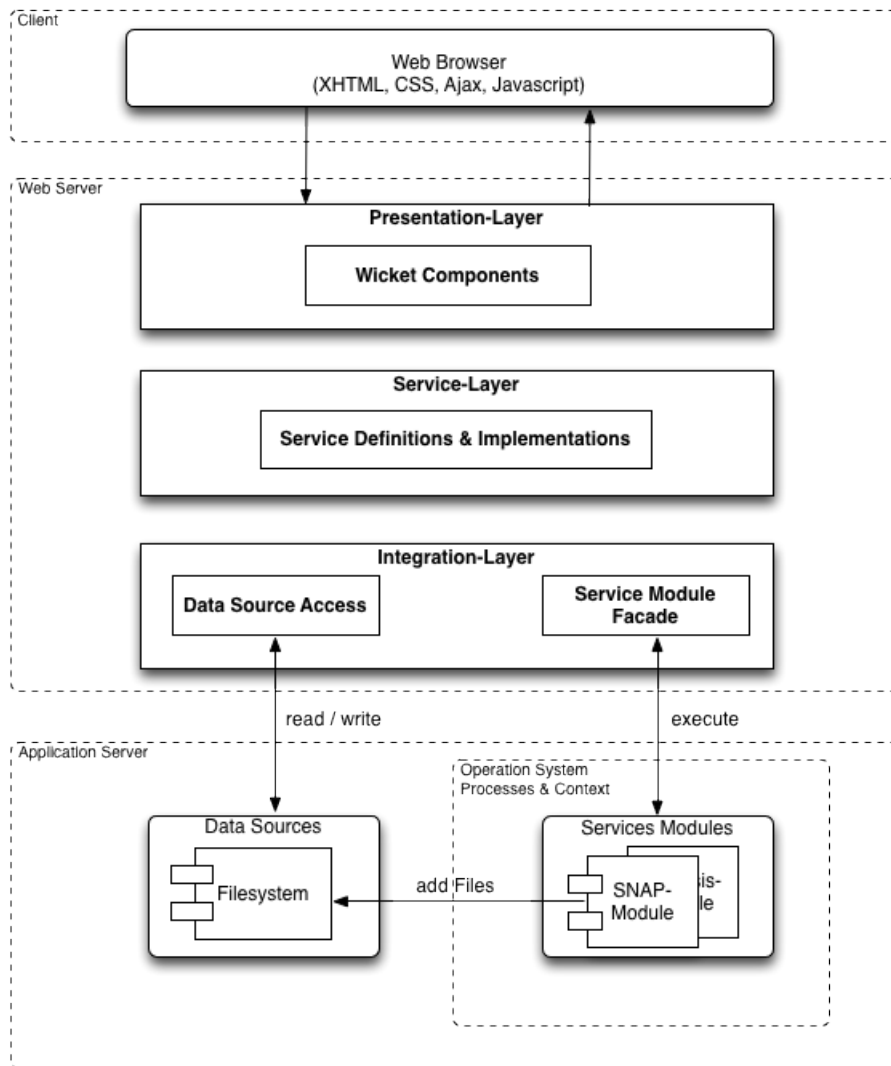 Client
Web Browser
(XHTML, CSS, Ajax, Javascript)
Web Server
Presentation-Layer
Wicket Components
Service-Layer
Service Definitions & Implementations
Integration-Layer
Data Source Access
Service Module
Facade
read / write
execute
Application Server
Operation System
Processes & Context
Data Sources
Filesystem
add Files
Services Modules
SNAP-
Module